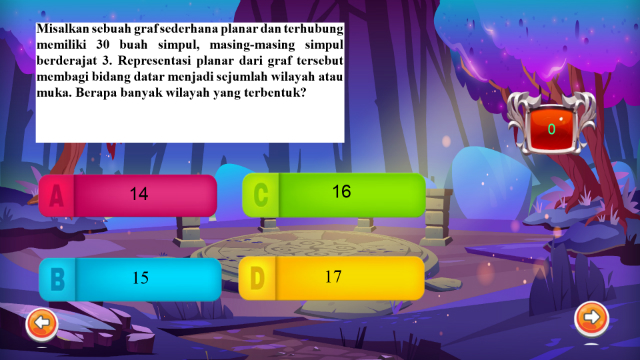 Misalkan sebuah graf sederhana planar dan terhubung
memiliki 30 buah simpul, masing-masing simpul
berderajat 3. Representasi planar dari graf tersebut
membagi bidang datar menjadi sejumlah wilayah atau
muka. Berapa banyak wilayah yang terbentuk?
0
A 14
C 16
B 15
D 17